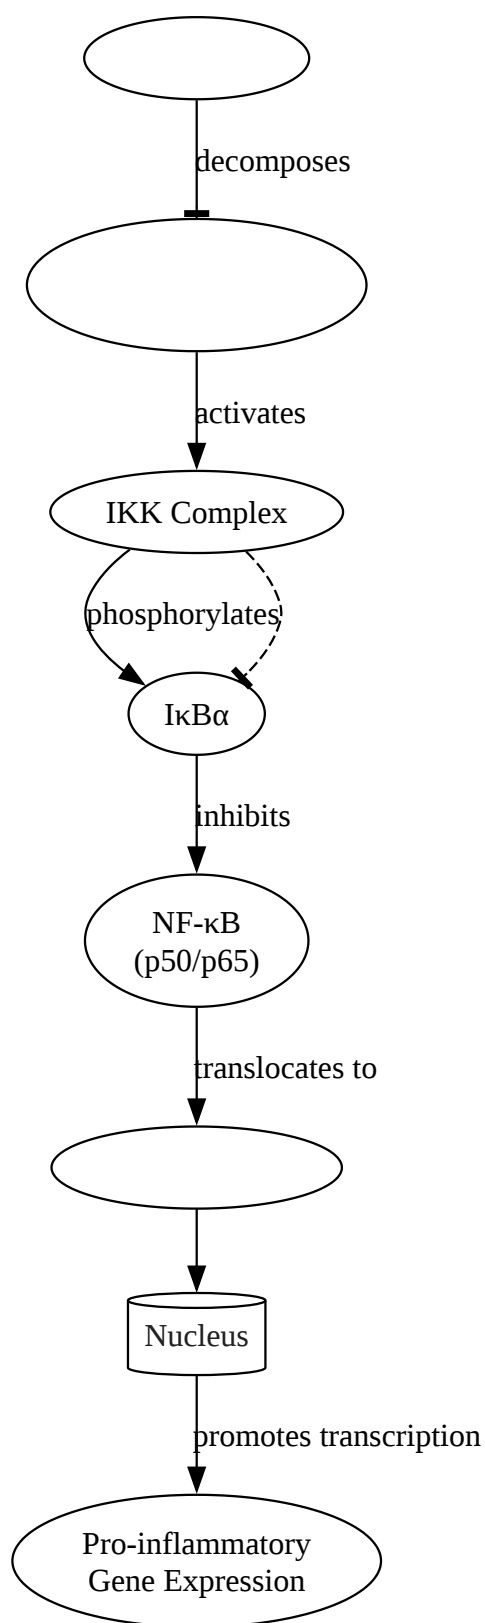 decomposes
activates
IKK Complex
phosphorylates
IκBα
inhibits
NF-κB
(p50/p65)
translocates to
Nucleus
promotes transcription
Pro-inflammatory
Gene Expression